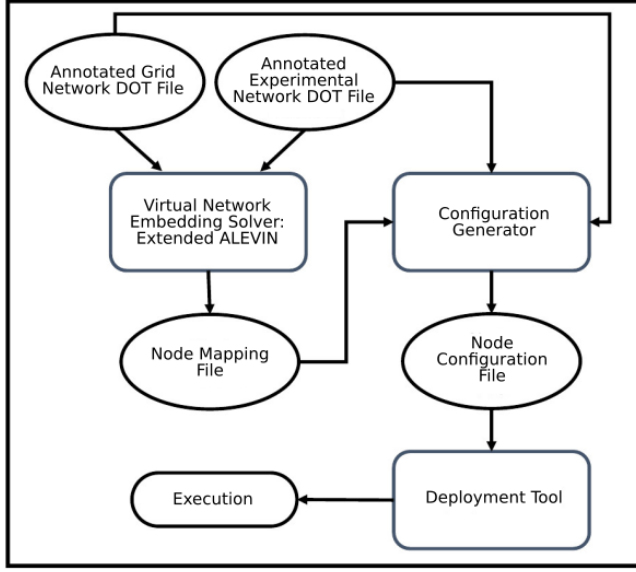 Annotated Grid
Network DOT File
Annotated
Experimental
Network DOT File
Virtual Network
Embedding Solver:
Extended ALEVIN
Configuration
Generator
Node Mapping
File
Node
Configuration
File
Execution
Deployment Tool